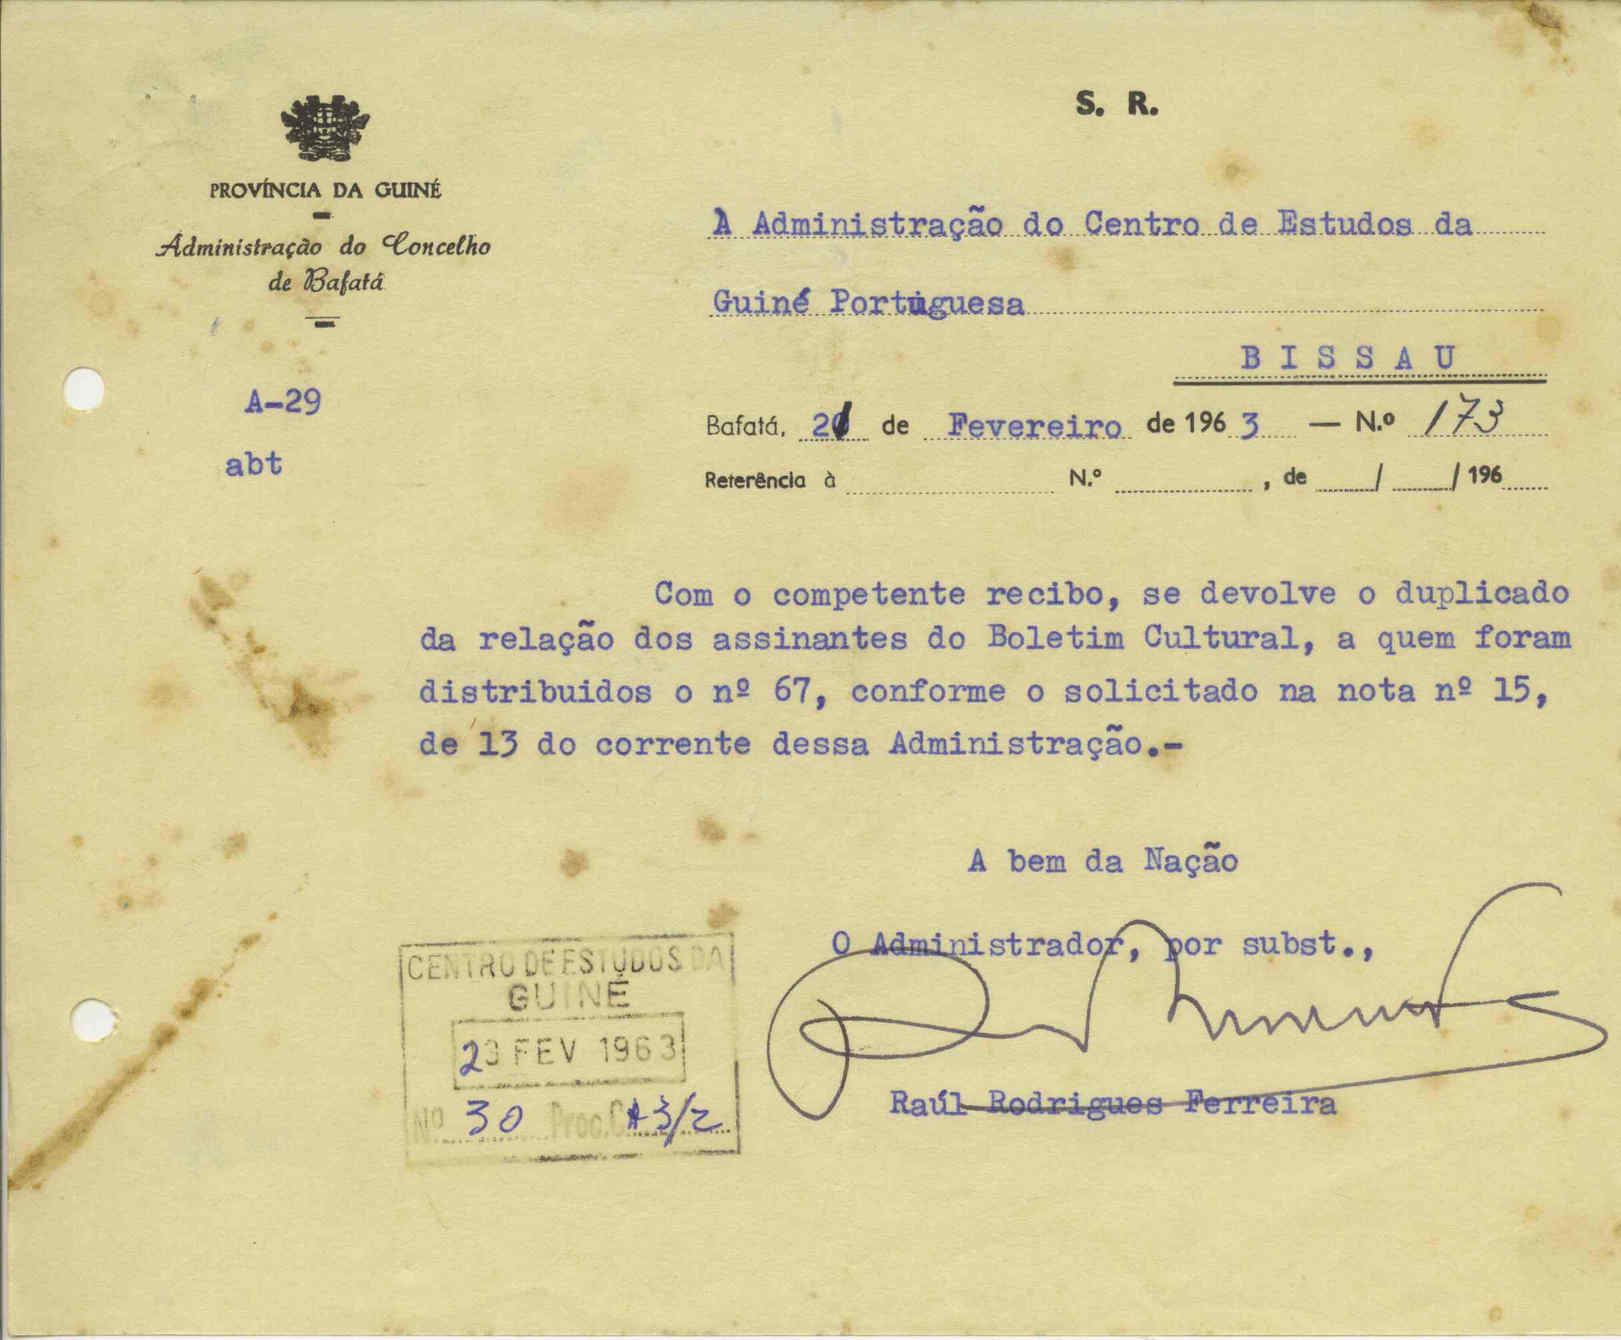 S. R.
PROVÍNCIA DA GUINÉ
Administração do Concelho
de Bafatá
À Administração do Centro de Estudos da
Guiné Portuguesa
BISSAU
A-29
abt
Bafatá, 21 de Fevereiro de 1963 — N.º 173
Referência à N.º , de / / 196
Com o competente recibo, se devolve o duplicado
da relação dos assinantes do Boletim Cultural, a quem foram
distribuidos o nº 67, conforme o solicitado na nota nº 15,
de 13 do corrente dessa Administração.-
A bem da Nação
O Administrador, por subst.,
Raúl Rodrigues Ferreira
CENTRO DE ESTUDOS DA
GUINÉ
23 FEV 1963
Nº 30 Proc. 3/2